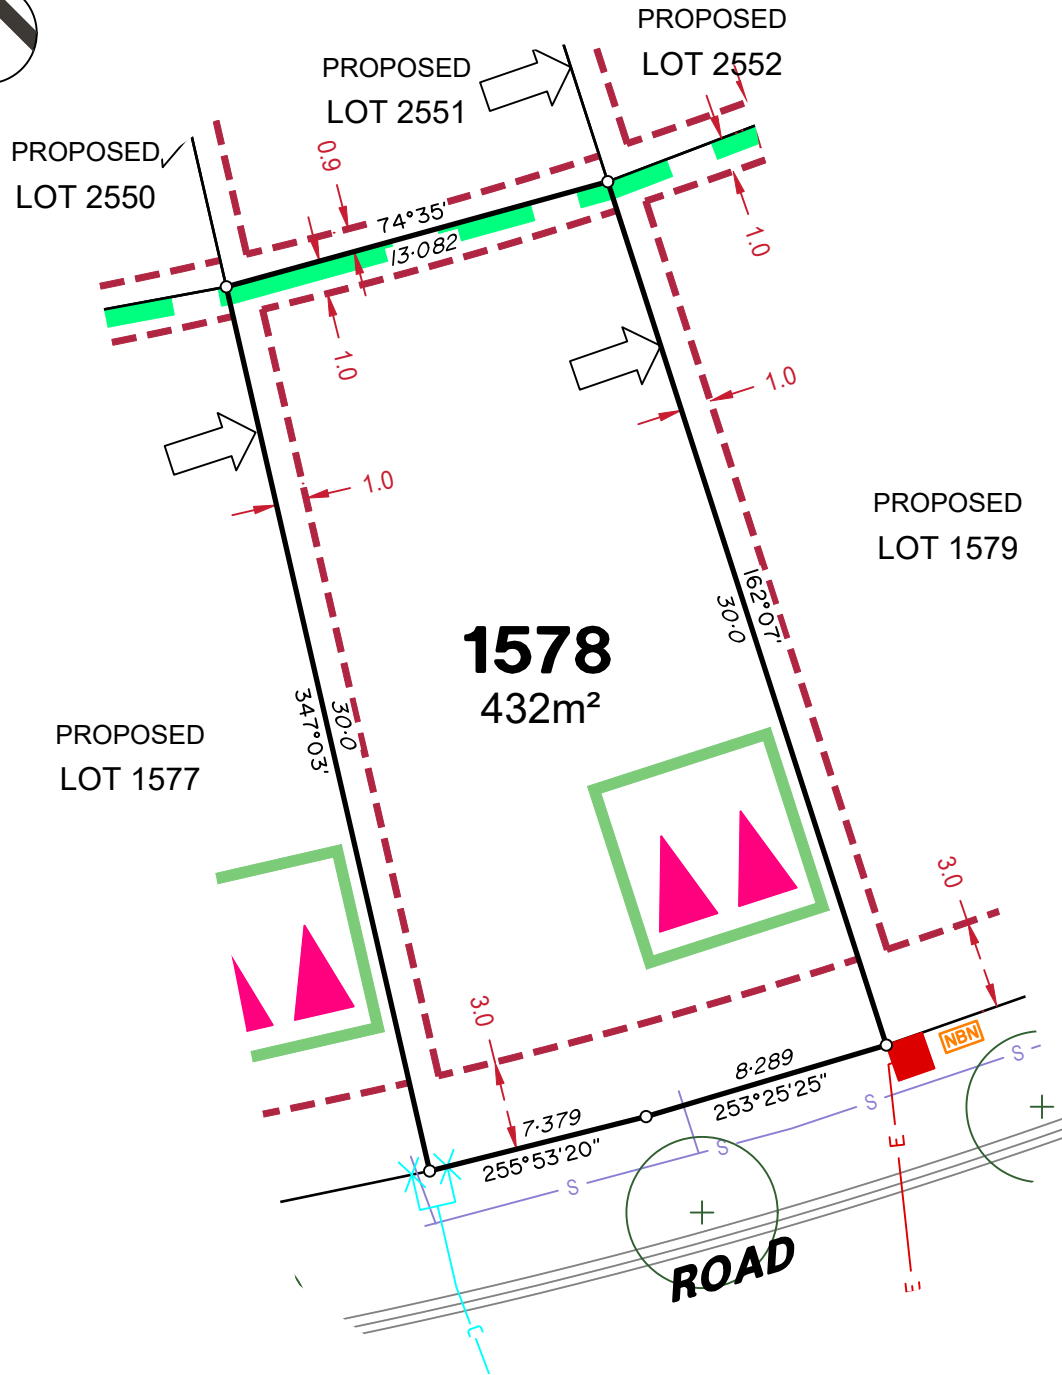 PROPOSED
LOT 2552
PROPOSED
LOT 2551
PROPOSED
LOT 2550
0.9
74°35'
13·082
1.0
1.0
1.0
1.0
PROPOSED
LOT 1579
162°07'
30·0
1578
432m²
347°03'
30·0
PROPOSED
LOT 1577
3.0
3.0
NBN
8·289
253°25'25"
7·379
255°53'20"
S
S
S
S
E
E
C
ROAD